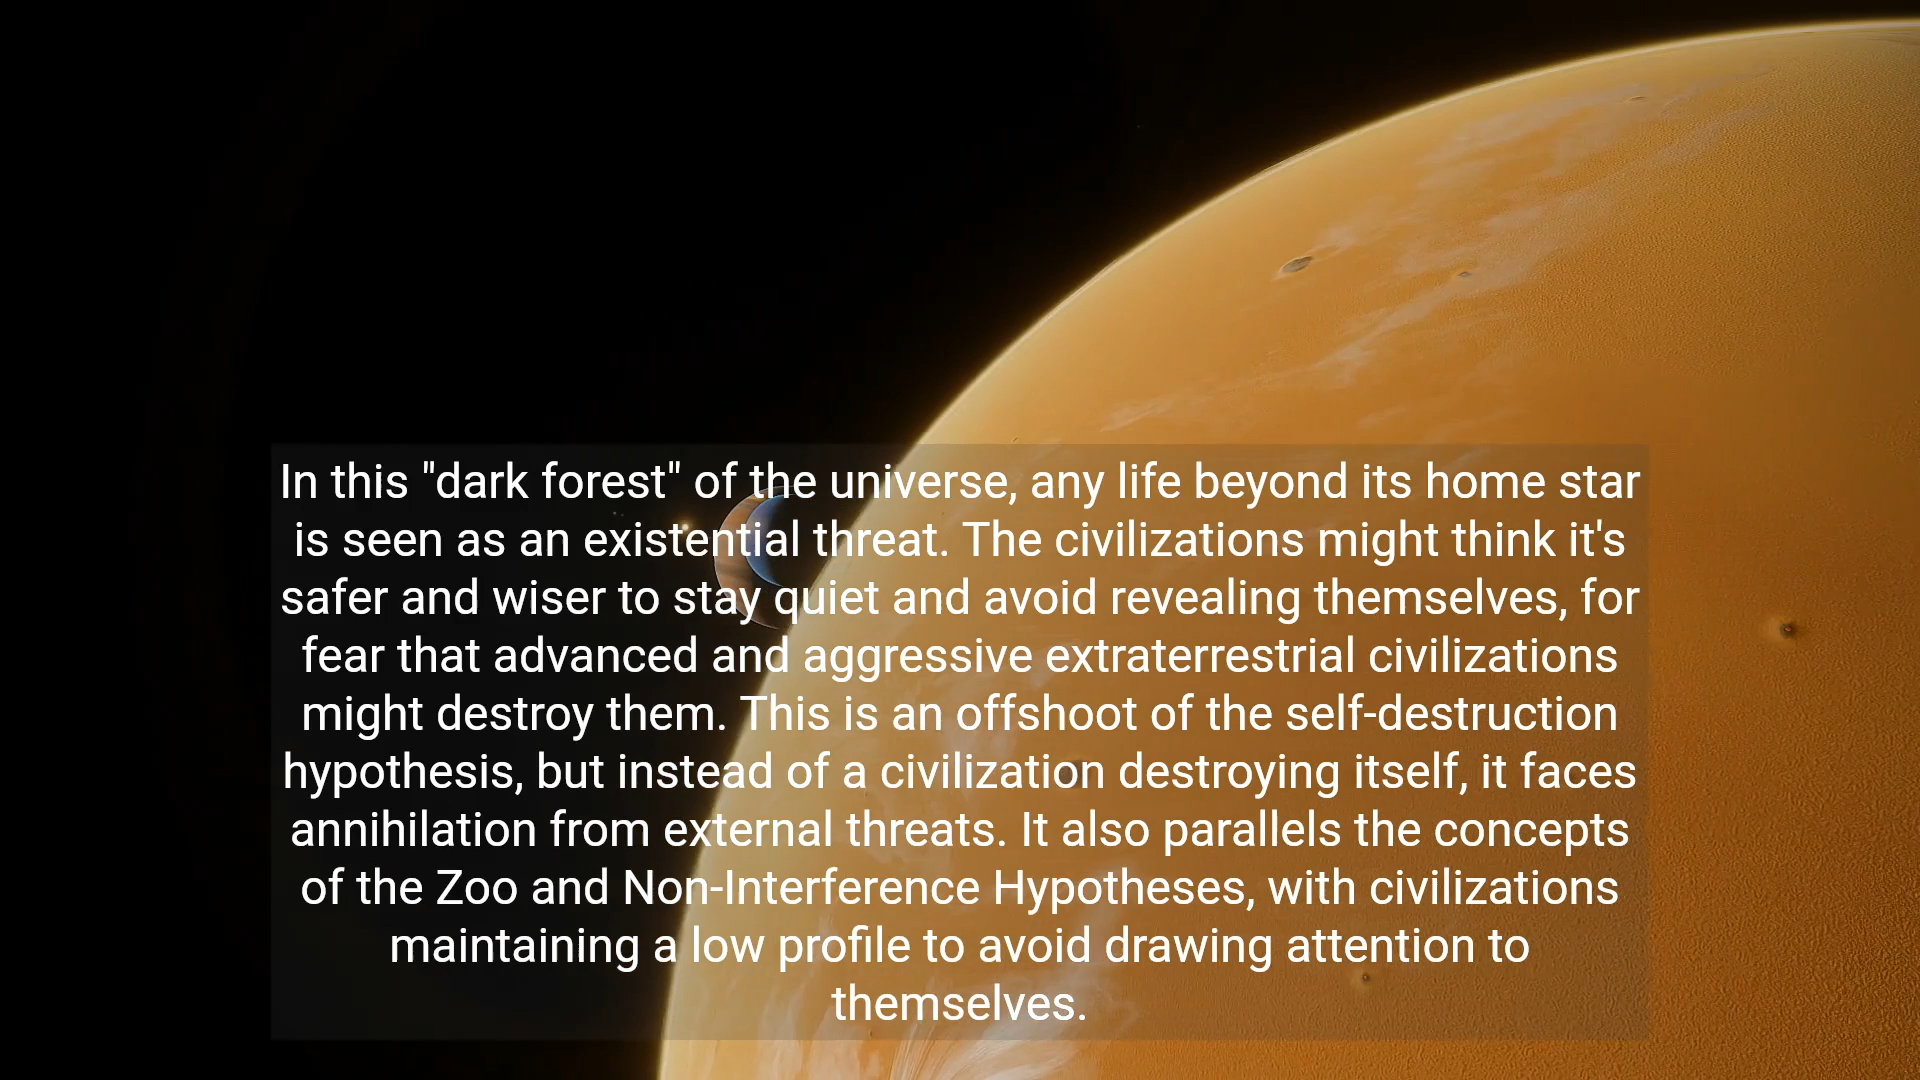 In this "dark forest" of the universe, any life beyond its home star
is seen as an existential threat. The civilizations might think it's
safer and wiser to stay quiet and avoid revealing themselves, for
fear that advanced and aggressive extraterrestrial civilizations
might destroy them. This is an offshoot of the self-destruction
hypothesis, but instead of a civilization destroying itself, it faces
annihilation from external threats. It also parallels the concepts
of the Zoo and Non-Interference Hypotheses, with civilizations
maintaining a low profile to avoid drawing attention to
themselves.